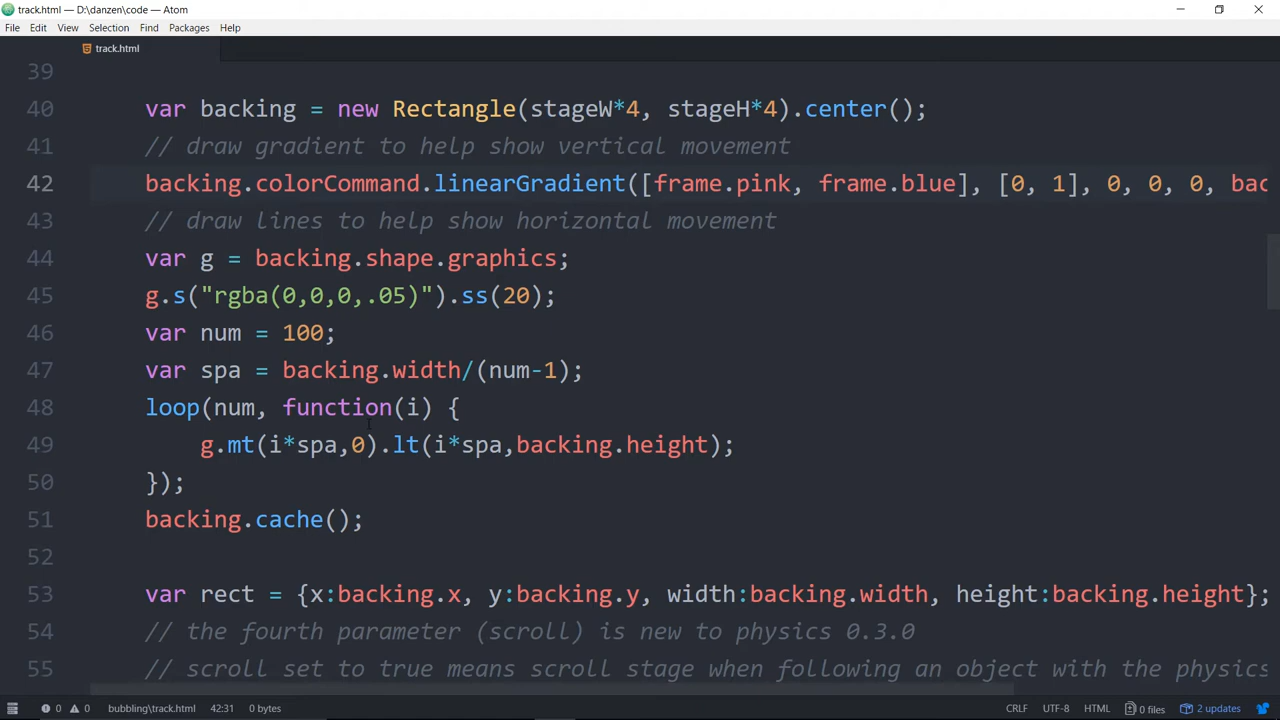 track.html — D:\danzen\code — Atom
File Edit View Selection Find Packages Help
track.html
39
40 var backing = new Rectangle(stageW*4, stageH*4).center();
41 // draw gradient to help show vertical movement
42 backing.colorCommand.linearGradient([frame.pink, frame.blue], [0, 1], 0, 0, 0, bac
43 // draw lines to help show horizontal movement
44 var g = backing.shape.graphics;
45 g.s("rgba(0,0,0,.05)").ss(20);
46 var num = 100;
47 var spa = backing.width/(num-1);
48 loop(num, function(i) {
49 g.mt(i*spa,0).lt(i*spa,backing.height);
50 });
51 backing.cache();
52
53 var rect = {x:backing.x, y:backing.y, width:backing.width, height:backing.height};
54 // the fourth parameter (scroll) is new to physics 0.3.0
55 // scroll set to true means scroll stage when following an object with the physics
0 0 bubbling\track.html 42:31 0 bytes CRLF UTF-8 HTML 0 files 2 updates